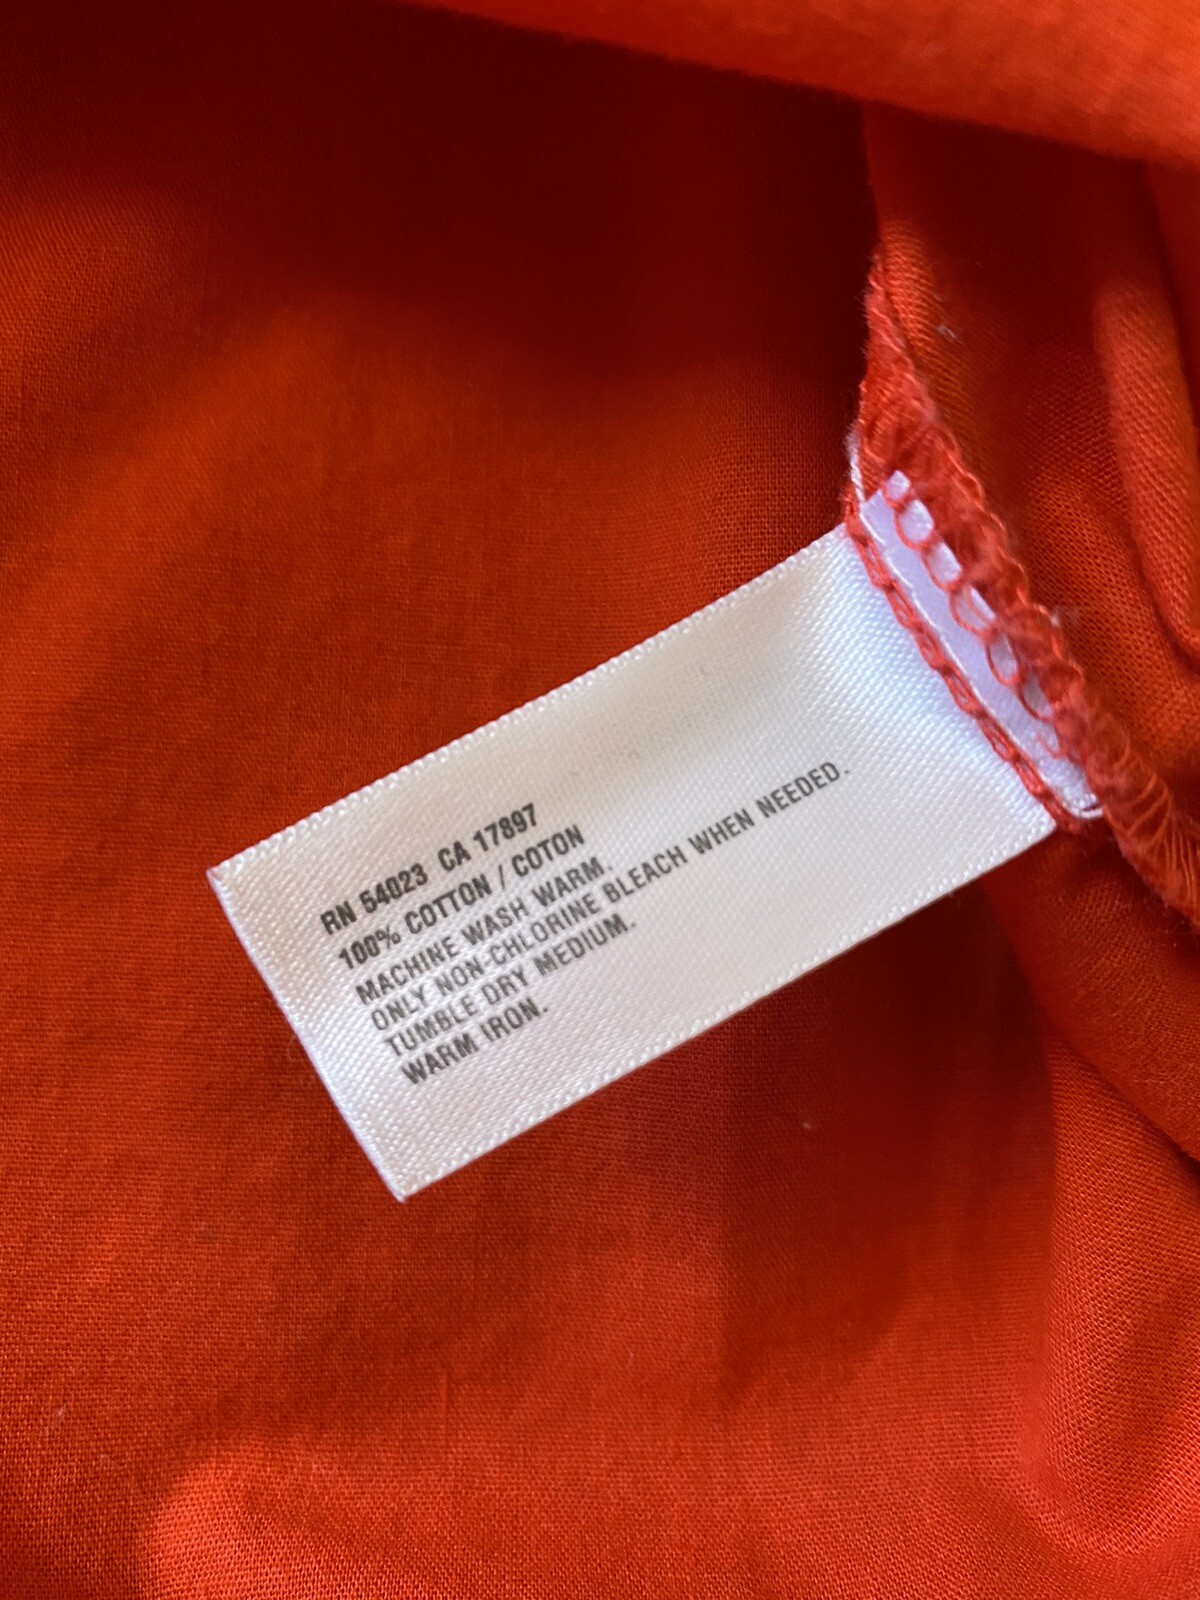 RN 54023 CA 17897
100% COTTON / COTON
MACHINE WASH WARM.
ONLY NON-CHLORINE BLEACH WHEN NEEDED.
TUMBLE DRY MEDIUM.
WARM IRON.